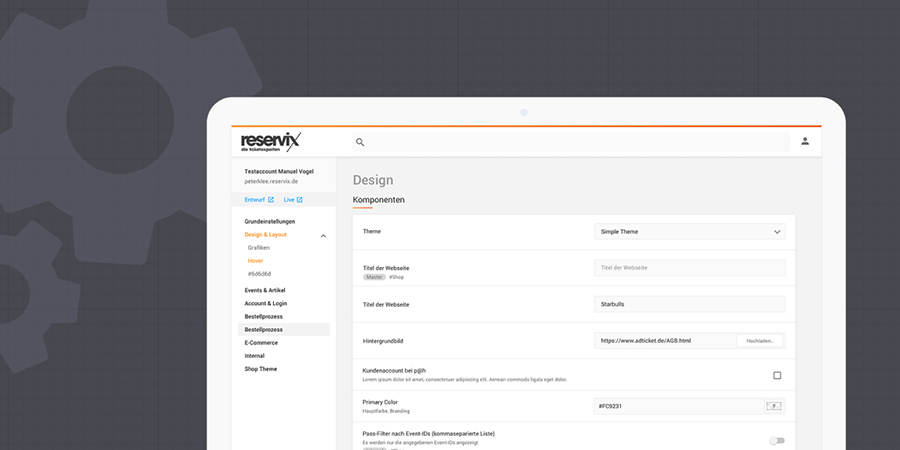 reservix
die ticketexperten
Testaccount Manuel Vogel
peterklee.reservix.de
Entwurf Live
Grundeinstellungen
Design & Layout
Grafiken
Hover
#6d6d6d
Events & Artikel
Account & Login
Bestellprozess
Bestellprozess
E-Commerce
Internal
Shop Theme
Design
Komponenten
Theme Simple Theme
Titel der Webseite Titel der Webseite
Master #Shop
Titel der Webseite Starbulls
Hintergrundbild https://www.adticket.de/AGB.html Hochladen...
Kundenaccount bei p@h
Lorem ipsum dolor sit amet, consectetuer adipiscing elit. Aenean commodo ligula eget dolor.
Primary Color #FC9231 ?
Hauptfarbe, Branding
Pass-Filter nach Event-IDs (kommaseparierte Liste)
Es werden nur die angegebenen Event-IDs angezeigt.